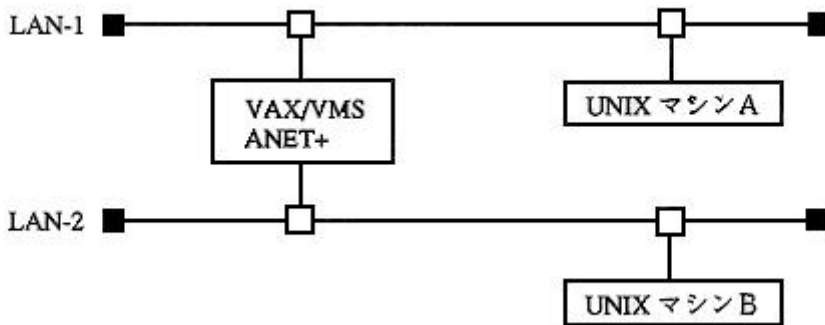 LAN-1
VAX/VMS
ANET+
UNIX マシン A
LAN-2
UNIX マシン B